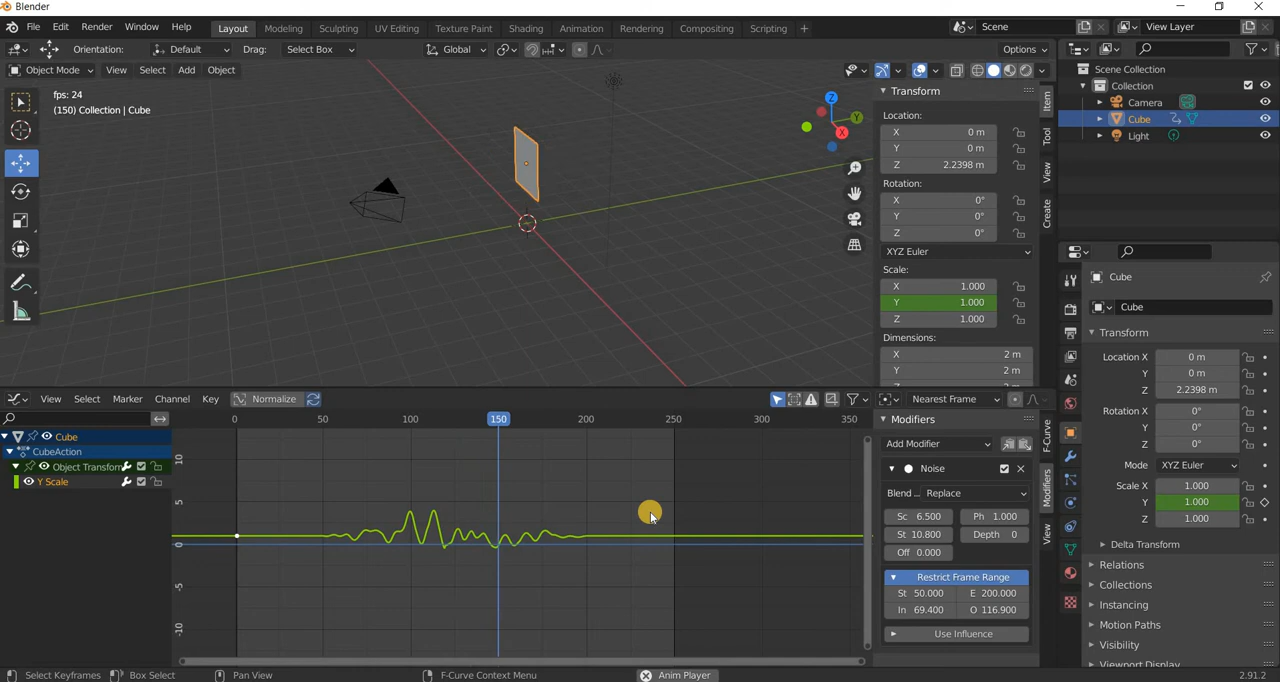 Blender
File Edit Render Window Help Layout Modeling Sculpting UV Editing Texture Paint Shading Animation Rendering Compositing Scripting + Scene View Layer
Orientation: Default Drag: Select Box Global Options
Object Mode View Select Add Object
fps: 24
(150) Collection | Cube
Z
Y
X
Transform
Location:
X 0 m
Y 0 m
Z 2.2398 m
Rotation:
X 0°
Y 0°
Z 0°
XYZ Euler
Scale:
X 1.000
Y 1.000
Z 1.000
Dimensions:
X 2 m
Y 2 m
Item
Tool
View
Create
Scene Collection
Collection
Camera
Cube
Light
Cube
Cube
Transform
Location X 0 m
Y 0 m
Z 2.2398 m
Rotation X 0°
Y 0°
Z 0°
Mode XYZ Euler
Scale X 1.000
Y 1.000
Z 1.000
Delta Transform
Relations
Collections
Instancing
Motion Paths
Visibility
Viewport Display
View Select Marker Channel Key Normalize Nearest Frame
0 50 100 150 200 250 300 350
Cube
CubeAction
Object Transform
Y Scale
10
5
0
-5
-10
Modifiers
Add Modifier
Noise
Blend ... Replace
Sc 6.500 Ph 1.000
St 10.800 Depth 0
Off 0.000
Restrict Frame Range
St 50.000 E 200.000
In 69.400 O 116.900
Use Influence
F-Curve
Modifiers
View
Select Keyframes Box Select Pan View F-Curve Context Menu Anim Player 2.91.2